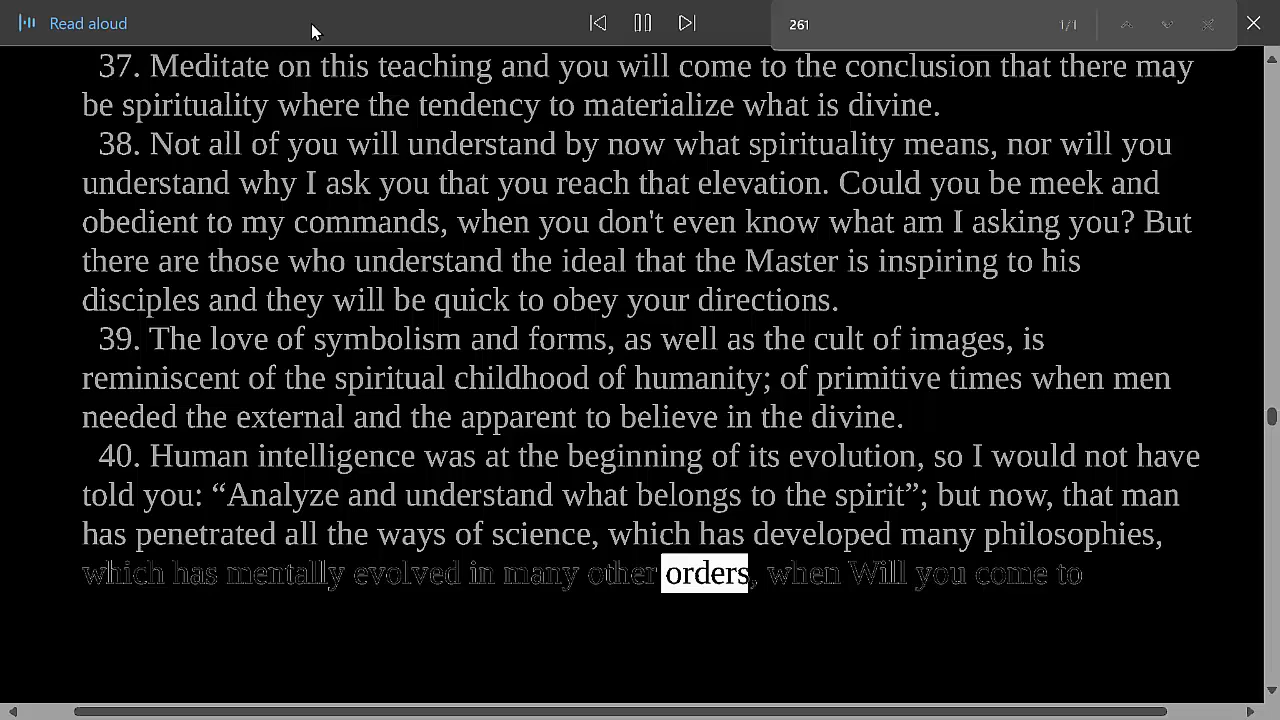 Read aloud
261
1/1
37. Meditate on this teaching and you will come to the conclusion that there may
be spirituality where the tendency to materialize what is divine.
38. Not all of you will understand by now what spirituality means, nor will you
understand why I ask you that you reach that elevation. Could you be meek and
obedient to my commands, when you don't even know what am I asking you? But
there are those who understand the ideal that the Master is inspiring to his
disciples and they will be quick to obey your directions.
39. The love of symbolism and forms, as well as the cult of images, is
reminiscent of the spiritual childhood of humanity; of primitive times when men
needed the external and the apparent to believe in the divine.
40. Human intelligence was at the beginning of its evolution, so I would not have
told you: “Analyze and understand what belongs to the spirit”; but now, that man
has penetrated all the ways of science, which has developed many philosophies,
which has mentally evolved in many other orders, when Will you come to